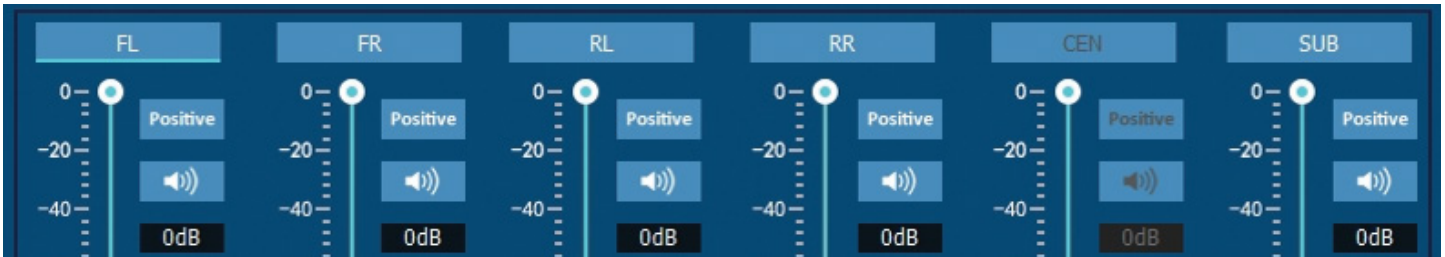 FL FR RL RR CEN SUB
0 0 0 0 0 0
Positive Positive Positive Positive Positive Positive
-20 -20 -20 -20 -20 -20
-40 -40 -40 -40 -40 -40
0dB 0dB 0dB 0dB 0dB 0dB